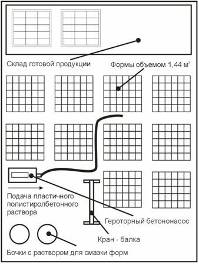 Склад готовой продукции
Формы объемом 1,44 м³
Подача пластичного
полистиролбетонного
раствора
Героторный бетононасос
Кран - балка
Бочки с раствором для смазки форм